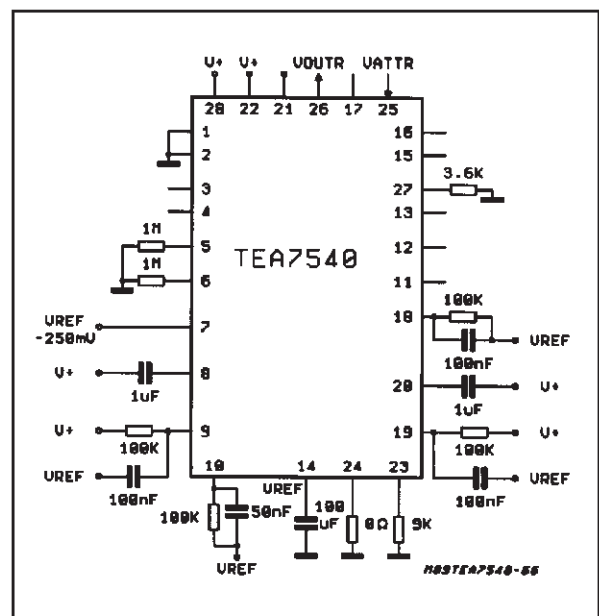 V+ V+ VOUTR VATTR
28 22 21 26 17 25
1 16
2 15
3.6K
3 27
4 13
1M
5 TEA7540 12
1M
6 11
100K
VREF 7 18
-250mV
100nF VREF
V+ 8 20 V+
1uF 1uF
V+ 9 19 V+
100K 100K
VREF 10 14 24 23 VREF
100nF VREF 100nF
100K 50nF 100 0Ω 9K
uF
VREF
M89TEA7540-66